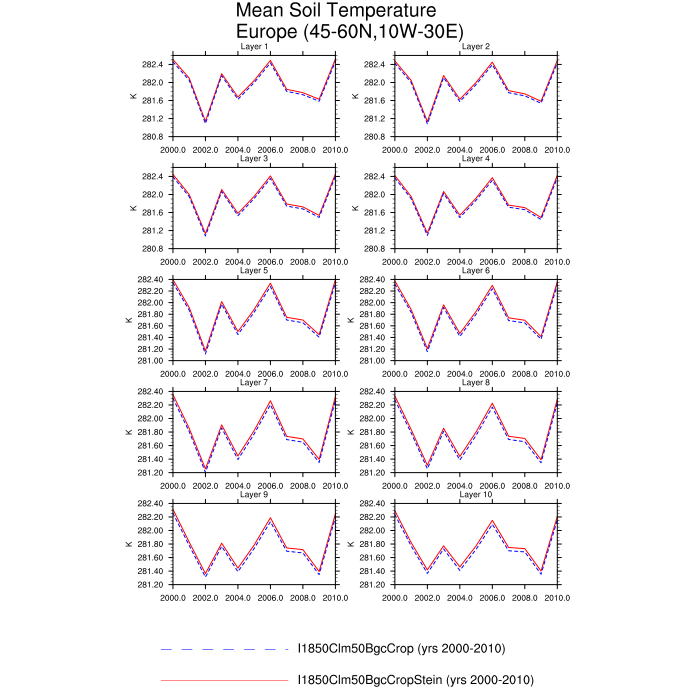 Mean Soil Temperature
Europe (45-60N,10W-30E)
Layer 1
Layer 2
282.4
282.0
281.6
281.2
280.8
K
2000.0 2002.0 2004.0 2006.0 2008.0 2010.0
282.4
282.0
281.6
281.2
280.8
K
2000.0 2002.0 2004.0 2006.0 2008.0 2010.0
Layer 3
Layer 4
282.4
282.0
281.6
281.2
280.8
K
2000.0 2002.0 2004.0 2006.0 2008.0 2010.0
282.4
282.0
281.6
281.2
280.8
K
2000.0 2002.0 2004.0 2006.0 2008.0 2010.0
Layer 5
Layer 6
282.40
282.20
282.00
281.80
281.60
281.40
281.20
281.00
K
2000.0 2002.0 2004.0 2006.0 2008.0 2010.0
282.40
282.20
282.00
281.80
281.60
281.40
281.20
281.00
K
2000.0 2002.0 2004.0 2006.0 2008.0 2010.0
Layer 7
Layer 8
282.40
282.20
282.00
281.80
281.60
281.40
281.20
K
2000.0 2002.0 2004.0 2006.0 2008.0 2010.0
282.40
282.20
282.00
281.80
281.60
281.40
281.20
K
2000.0 2002.0 2004.0 2006.0 2008.0 2010.0
Layer 9
Layer 10
282.40
282.20
282.00
281.80
281.60
281.40
281.20
K
2000.0 2002.0 2004.0 2006.0 2008.0 2010.0
282.40
282.20
282.00
281.80
281.60
281.40
281.20
K
2000.0 2002.0 2004.0 2006.0 2008.0 2010.0
I1850Clm50BgcCrop (yrs 2000-2010)
I1850Clm50BgcCropStein (yrs 2000-2010)